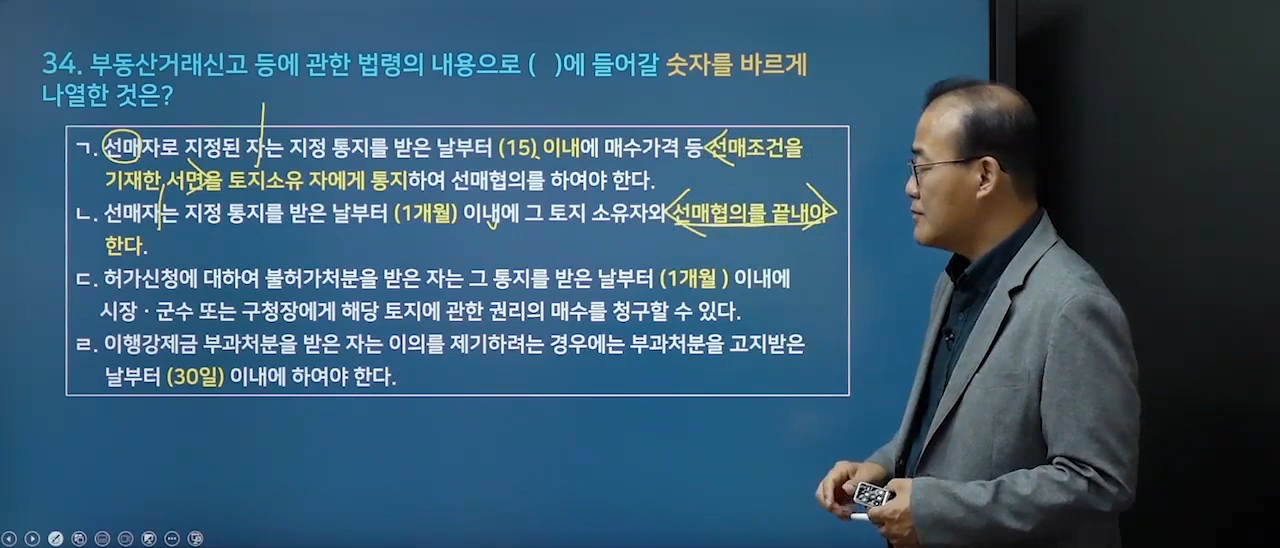 34. 부동산거래신고 등에 관한 법령의 내용으로 ( )에 들어갈 숫자를 바르게
나열한 것은?
ㄱ. 선매자로 지정된 자는 지정 통지를 받은 날부터 (15) 이내에 매수가격 등 선매조건을
기재한 서면을 토지소유 자에게 통지하여 선매협의를 하여야 한다.
ㄴ. 선매자는 지정 통지를 받은 날부터 (1개월) 이내에 그 토지 소유자와 선매협의를 끝내야
한다.
ㄷ. 허가신청에 대하여 불허가처분을 받은 자는 그 통지를 받은 날부터 (1개월 ) 이내에
시장 · 군수 또는 구청장에게 해당 토지에 관한 권리의 매수를 청구할 수 있다.
ㄹ. 이행강제금 부과처분을 받은 자는 이의를 제기하려는 경우에는 부과처분을 고지받은
날부터 (30일) 이내에 하여야 한다.